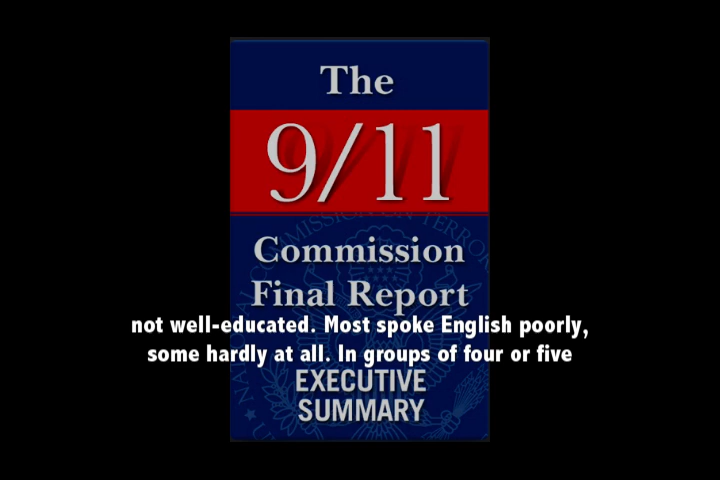 The
9/11
Commission
Final Report
not well-educated. Most spoke English poorly,
some hardly at all. In groups of four or five
EXECUTIVE
SUMMARY